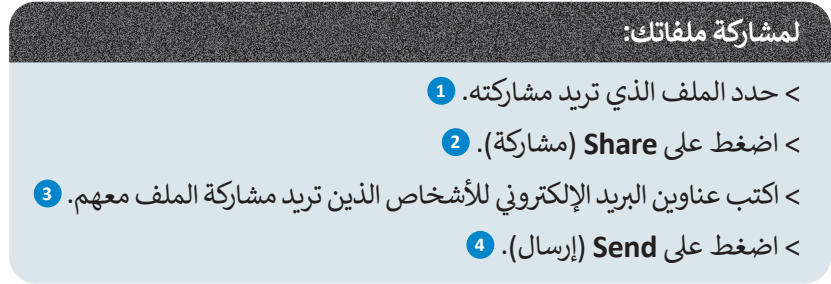 لمشاركة ملفاتك:
> حدد الملف الذي تريد مشاركته. 1
> اضغط على Share (مشاركة). 2
> اكتب عناوين البريد الإلكتروني للأشخاص الذين تريد مشاركة الملف معهم. 3
> اضغط على Send (إرسال). 4